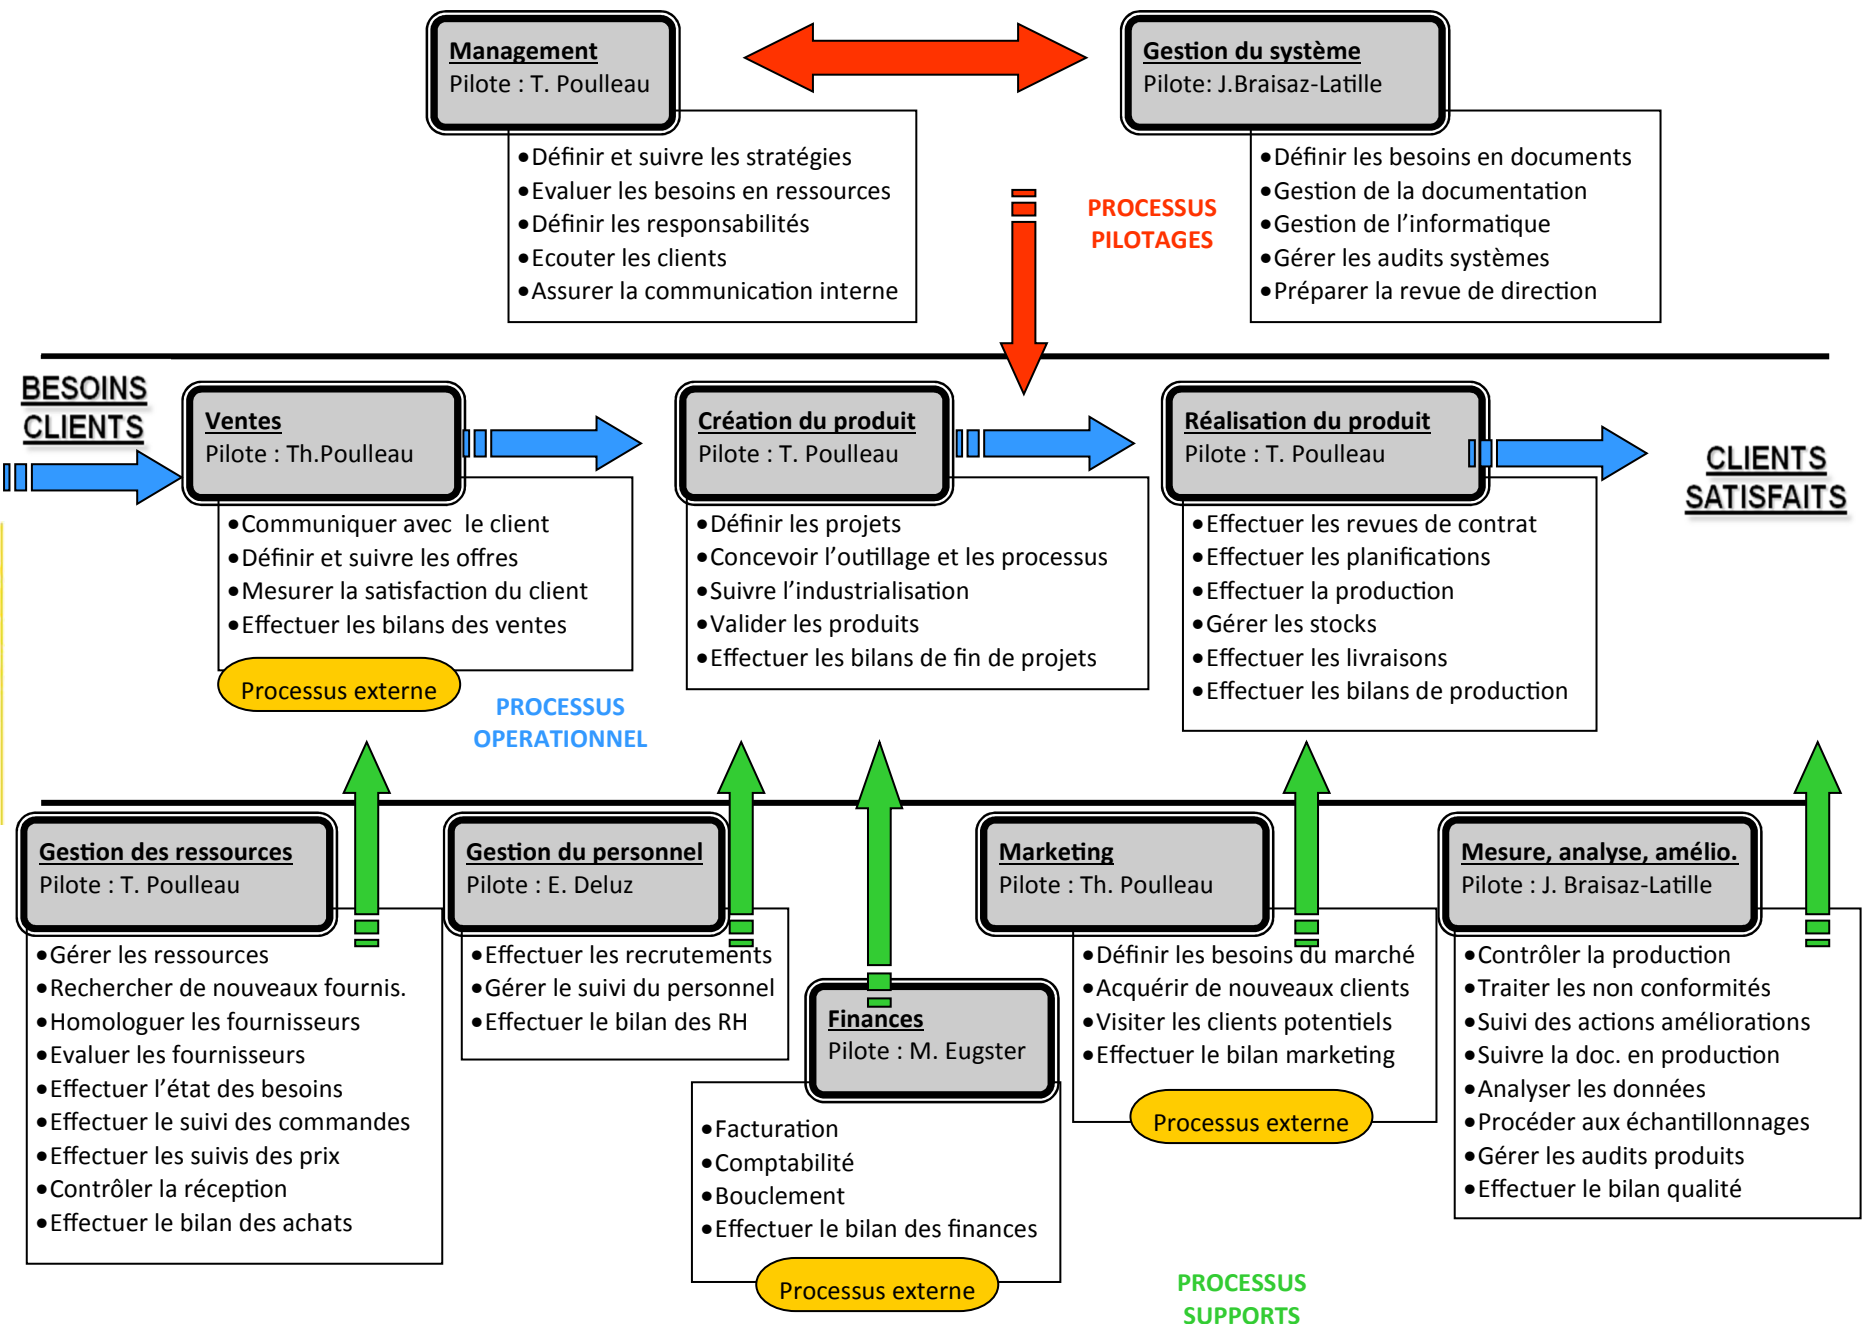 Management
Pilote : T. Poulleau
•Définir et suivre les stratégies
•Evaluer les besoins en ressources
•Définir les responsabilités
•Ecouter les clients
•Assurer la communication interne
Gestion du système
Pilote: J.Braisaz-Latille
•Définir les besoins en documents
•Gestion de la documentation
•Gestion de l’informatique
•Gérer les audits systèmes
•Préparer la revue de direction
PROCESSUS
PILOTAGES
BESOINS
CLIENTS
Ventes
Pilote : Th.Poulleau
•Communiquer avec  le client
•Définir et suivre les offres
•Mesurer la satisfaction du client
•Effectuer les bilans des ventes
Processus externe
Création du produit
Pilote : T. Poulleau
•Définir les projets
•Concevoir l’outillage et les processus
•Suivre l’industrialisation
•Valider les produits
•Effectuer les bilans de fin de projets
Réalisation du produit
Pilote : T. Poulleau
•Effectuer les revues de contrat
•Effectuer les planifications
•Effectuer la production
•Gérer les stocks
•Effectuer les livraisons
•Effectuer les bilans de production
CLIENTS
SATISFAITS
PROCESSUS
OPERATIONNEL
Gestion des ressources
Pilote : T. Poulleau
•Gérer les ressources
•Rechercher de nouveaux fournis.
•Homologuer les fournisseurs
•Evaluer les fournisseurs
•Effectuer l’état des besoins
•Effectuer le suivi des commandes
•Effectuer les suivis des prix
•Contrôler la réception
•Effectuer le bilan des achats
Gestion du personnel
Pilote : E. Deluz
•Effectuer les recrutements
•Gérer le suivi du personnel
•Effectuer le bilan des RH
Finances
Pilote : M. Eugster
•Facturation
•Comptabilité
•Bouclement
•Effectuer le bilan des finances
Processus externe
Marketing
Pilote : Th. Poulleau
•Définir les besoins du marché
•Acquérir de nouveaux clients
•Visiter les clients potentiels
•Effectuer le bilan marketing
Processus externe
Mesure, analyse, amélio.
Pilote : J. Braisaz-Latille
•Contrôler la production
•Traiter les non conformités
•Suivi des actions améliorations
•Suivre la doc. en production
•Analyser les données
•Procéder aux échantillonnages
•Gérer les audits produits
•Effectuer le bilan qualité
PROCESSUS
SUPPORTS